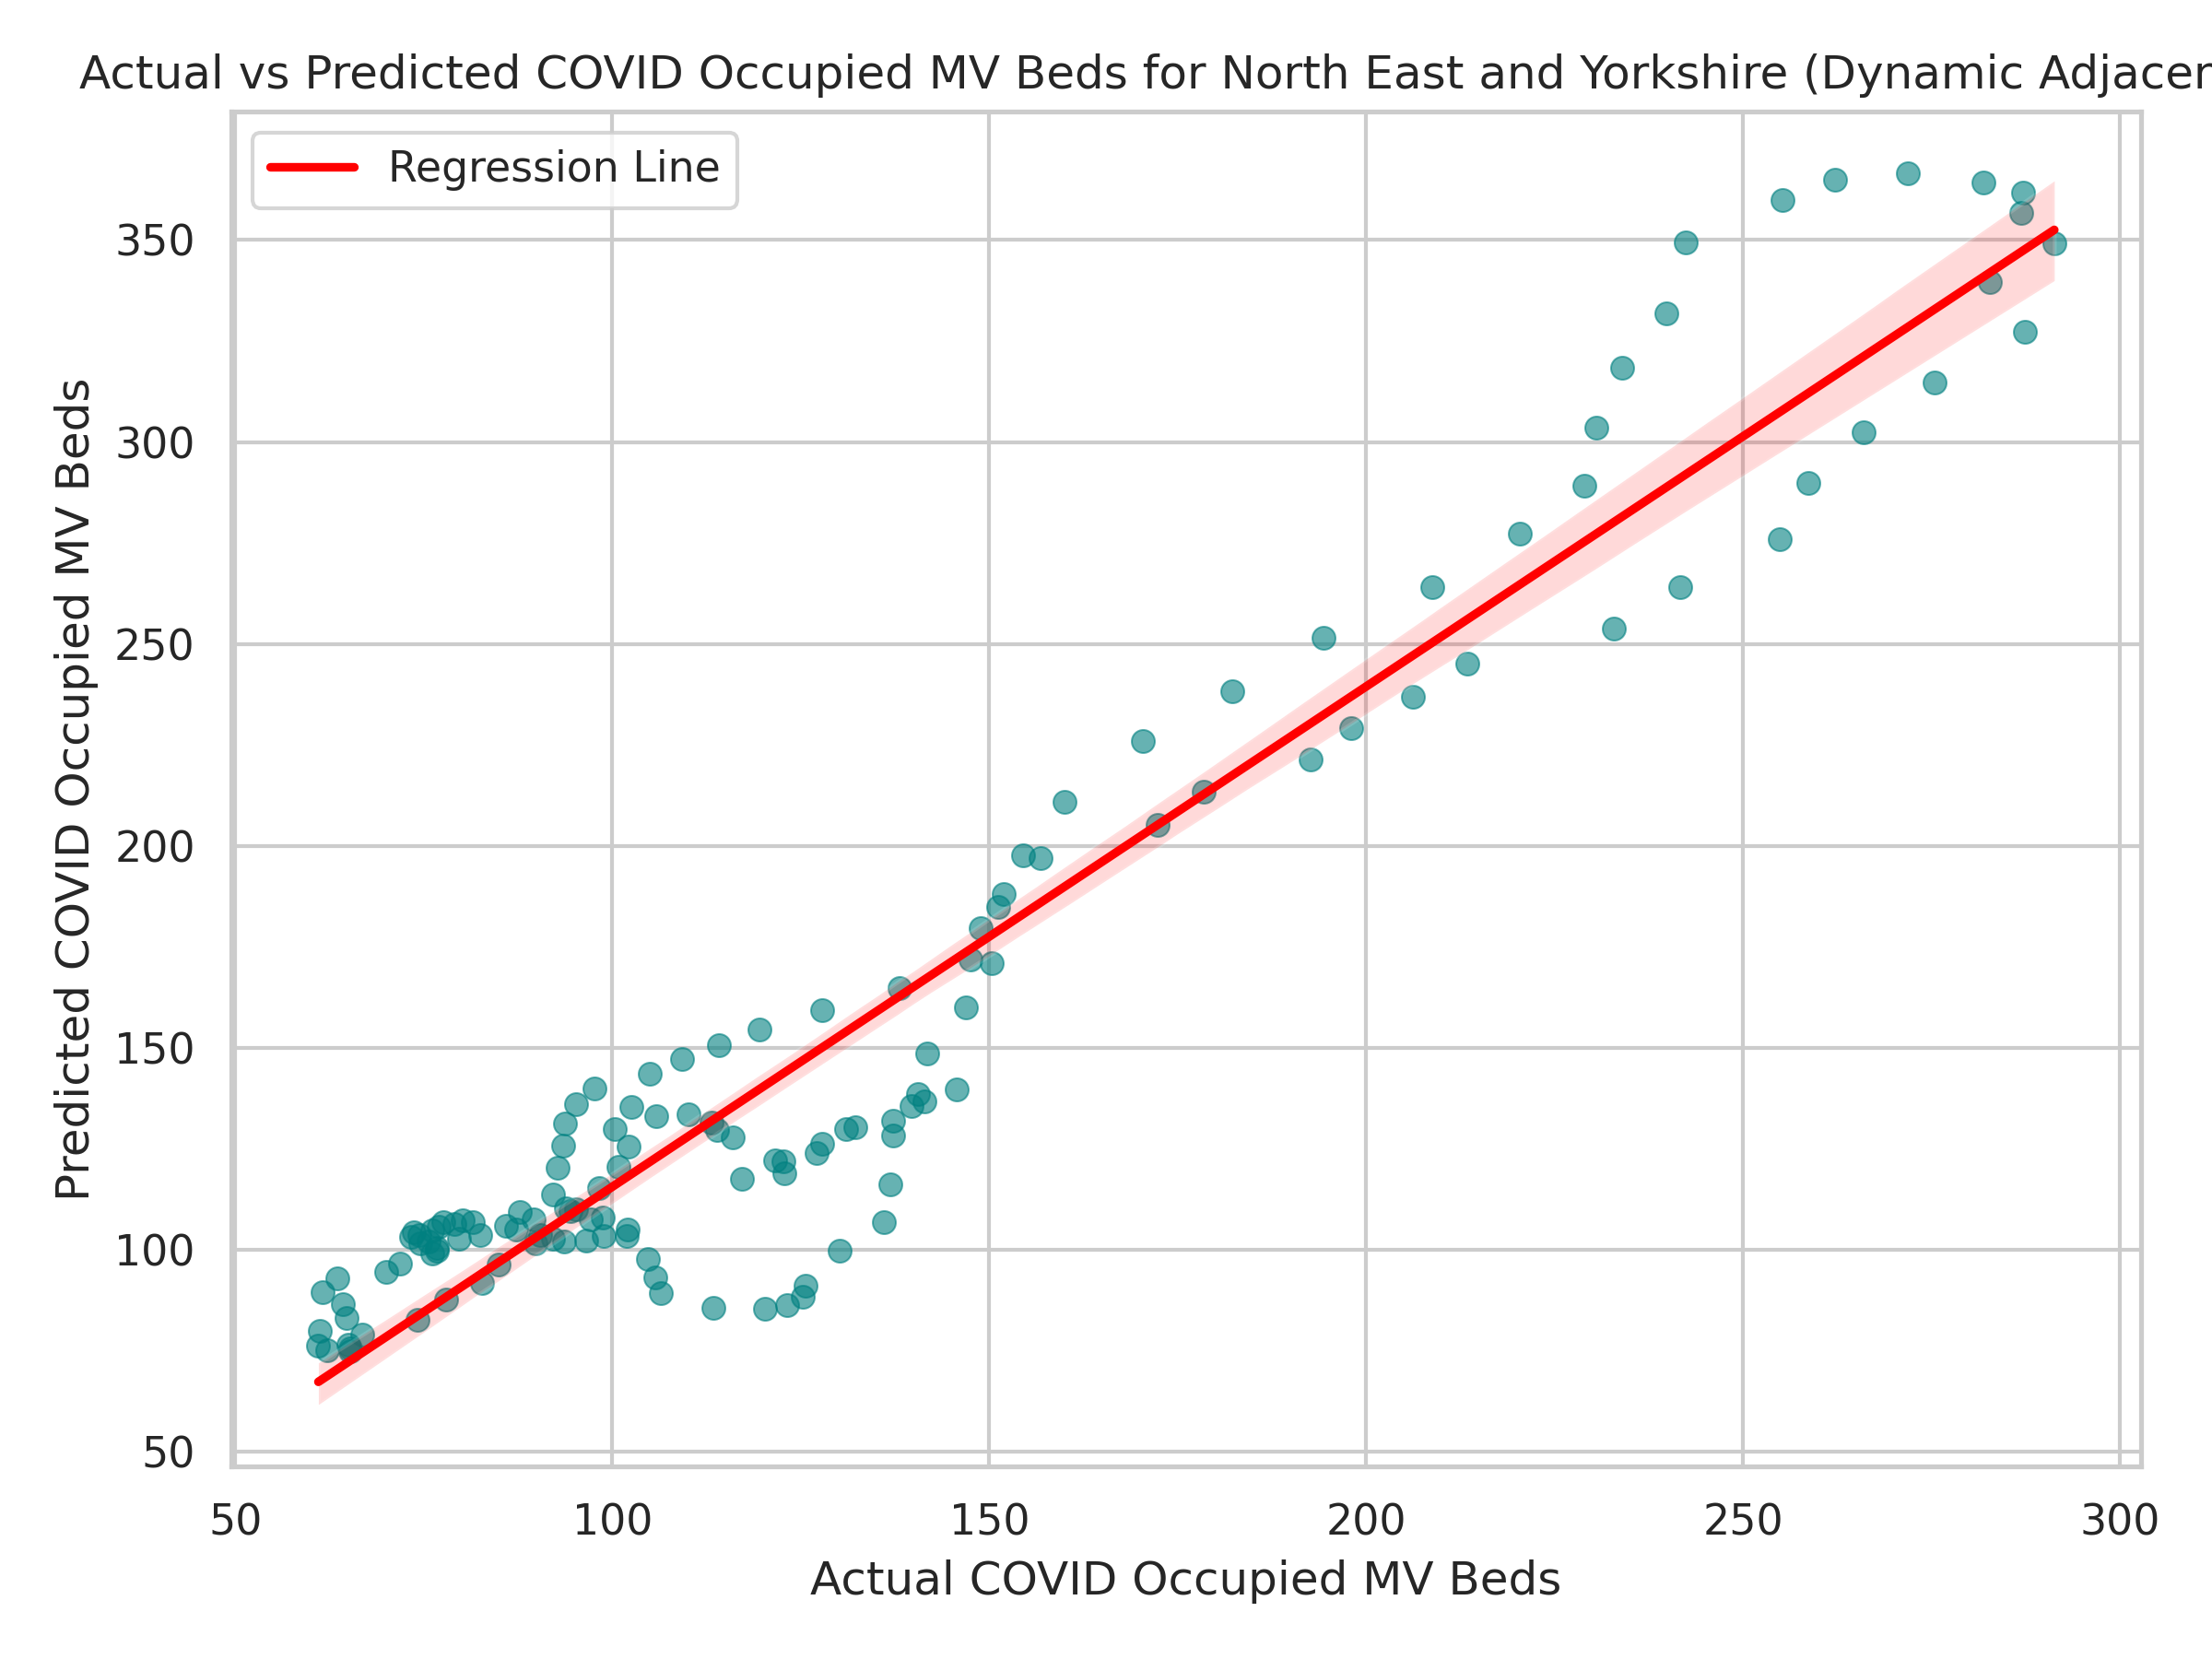 Actual vs Predicted COVID Occupied MV Beds for North East and Yorkshire (Dynamic
Regression Line
Predicted COVID Occupied MV Beds
350
300
250
200
150
100
50
50 100 150 200 250 300
Actual COVID Occupied MV Beds